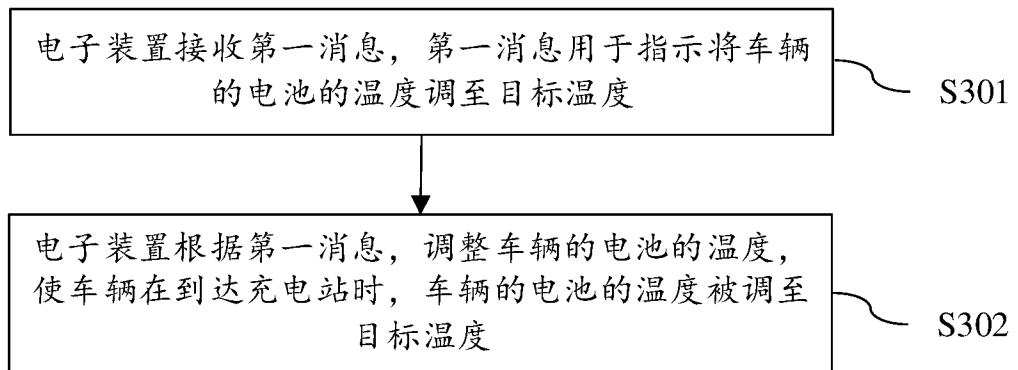 电子装置接收第一消息，第一消息用于指示将车辆
的电池的温度调至目标温度
S301
电子装置根据第一消息，调整车辆的电池的温度，
使车辆在到达充电站时，车辆的电池的温度被调至
目标温度
S302